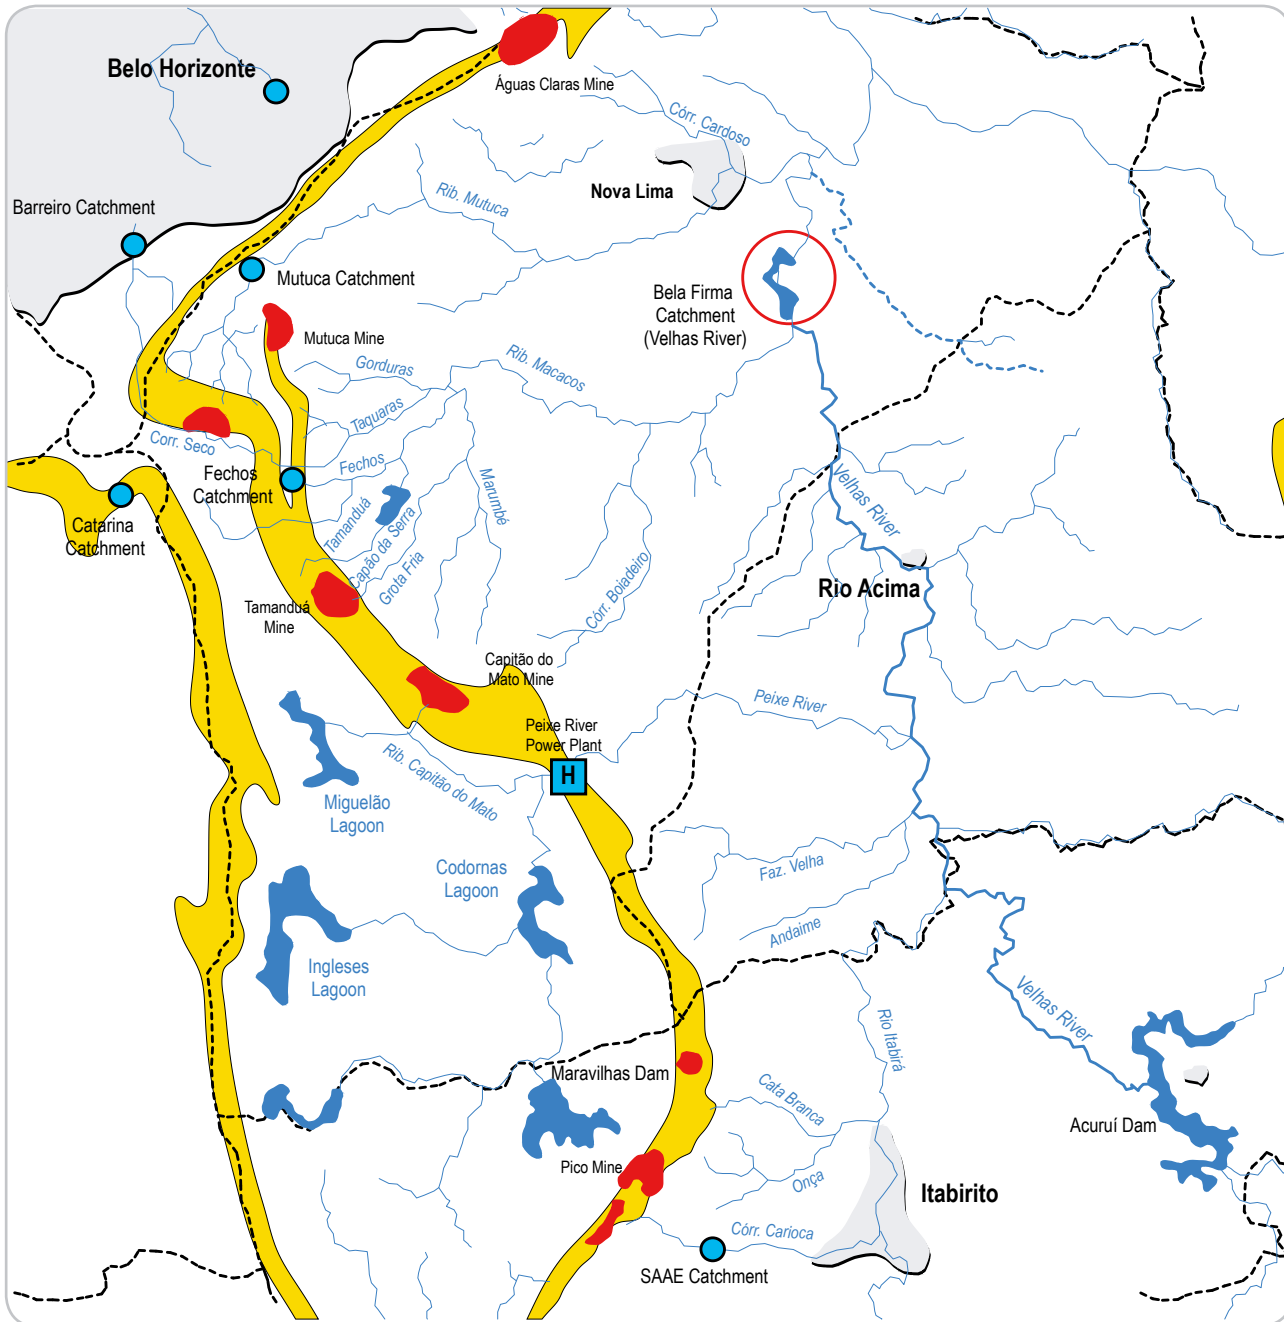 Belo Horizonte
Águas Claras Mine
Córr. Cardoso
Nova Lima
Rib. Mutuca
Barreiro Catchment
Mutuca Catchment
Bela Firma
Catchment
(Velhas River)
Mutuca Mine
Gorduras
Rib. Macacos
Taquaras
Corr. Seco
Fechos
Fechos
Catchment
Marumbé
Velhas River
Catarina
Catchment
Tamanduá
Capão da Serra
Grota Fria
Córr. Boiadeiro
Rio Acima
Tamanduá
Mine
Capitão do
Mato Mine
Peixe River
Peixe River
Power Plant
H
Rib. Capitão do Mato
Miguelão
Lagoon
Codornas
Lagoon
Faz. Velha
Andaime
Ingleses
Lagoon
Velhas River
Rio Itabirá
Maravilhas Dam
Cata Branca
Acuruí Dam
Pico Mine
Onça
Itabirito
Córr. Carioca
SAAE Catchment